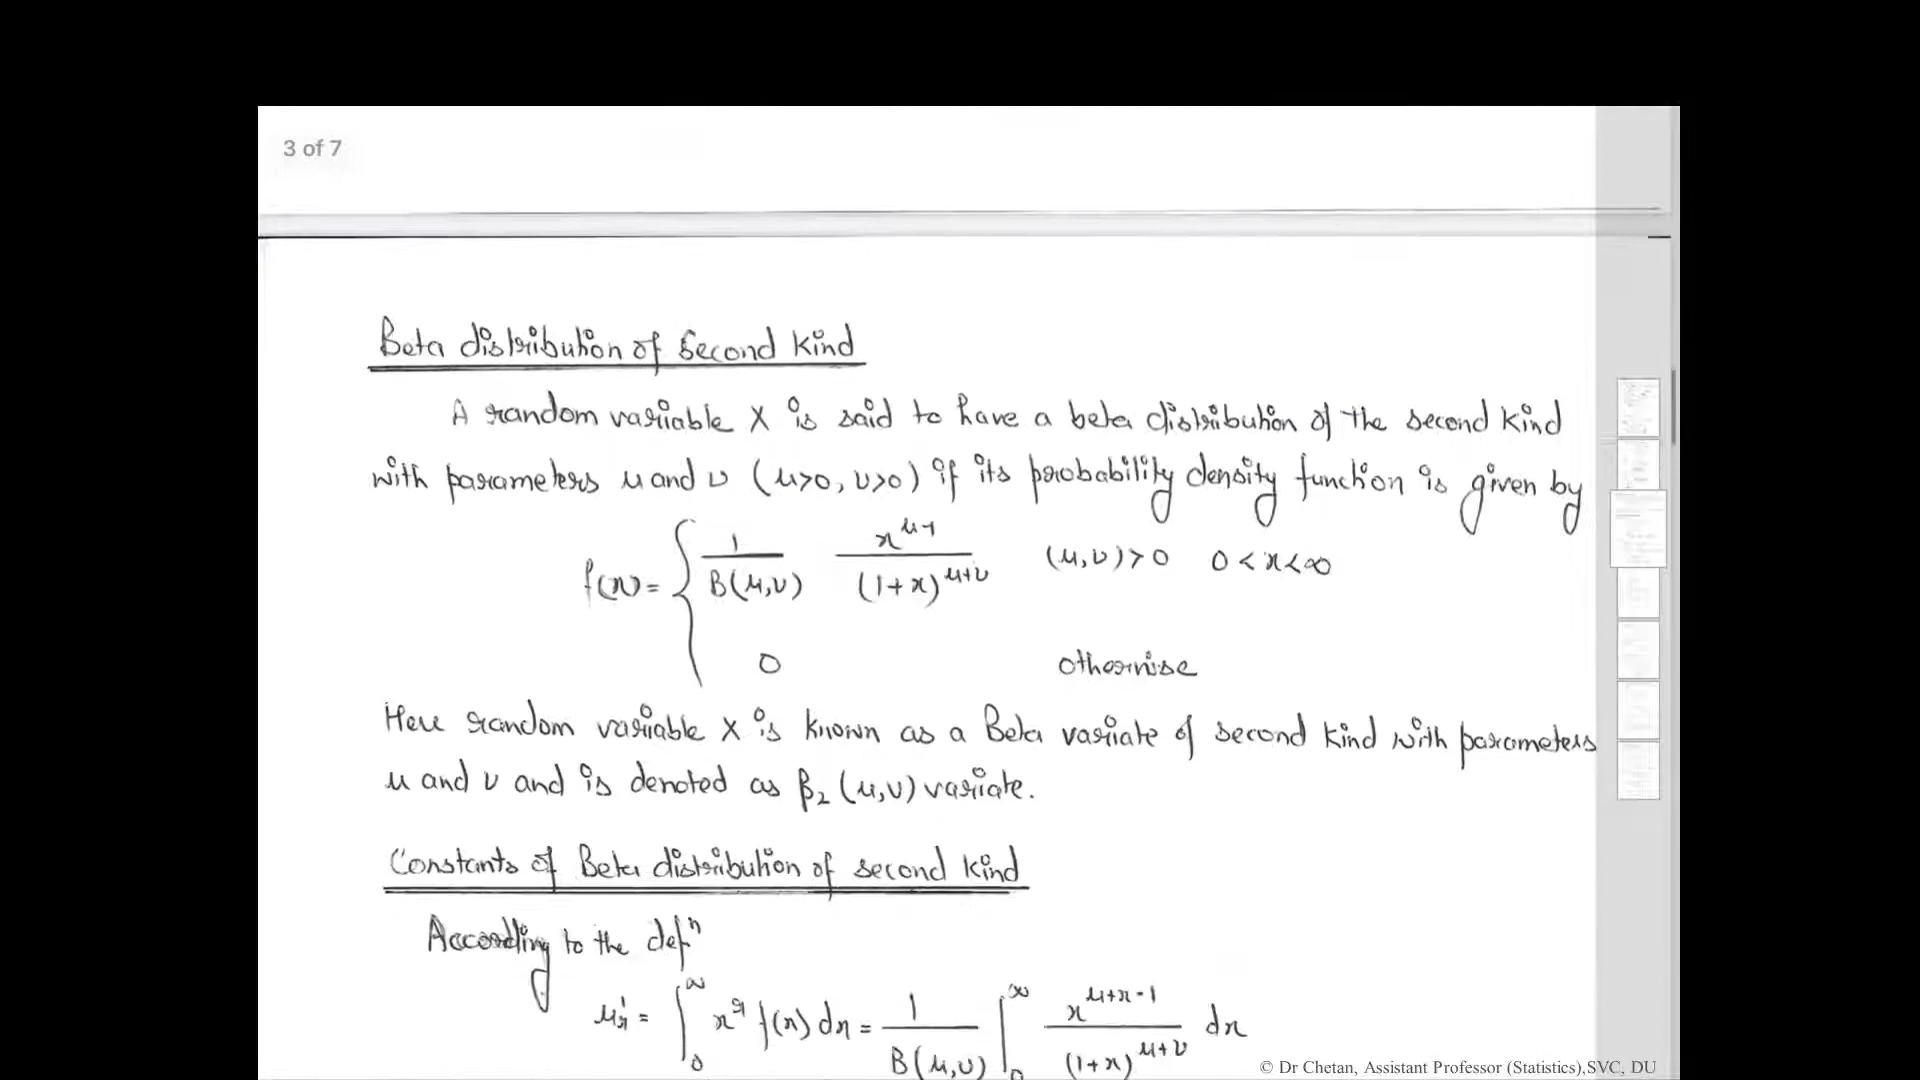 3 of 7
Beta distribution of Second Kind
A random variable X is said to have a beta distribution of the second kind
with parameters μ and ν (μ>0, ν>0) if its probability density function is given by
f(x) = { 1/B(μ,ν) x^(μ-1)/(1+x)^(μ+ν) (μ,ν)>0 0<x<∞
0 otherwise
Here random variable X is known as a Beta variate of second kind with parameters
μ and ν and is denoted as β₂(μ,ν) variate.
Constants of Beta distribution of second kind
According to the defⁿ
μ'r = ∫₀^∞ x^r f(x) dx = 1/B(μ,ν) ∫₀^∞ x^(μ+r-1)/(1+x)^(μ+ν) dx
© Dr Chetan, Assistant Professor (Statistics),SVC, DU